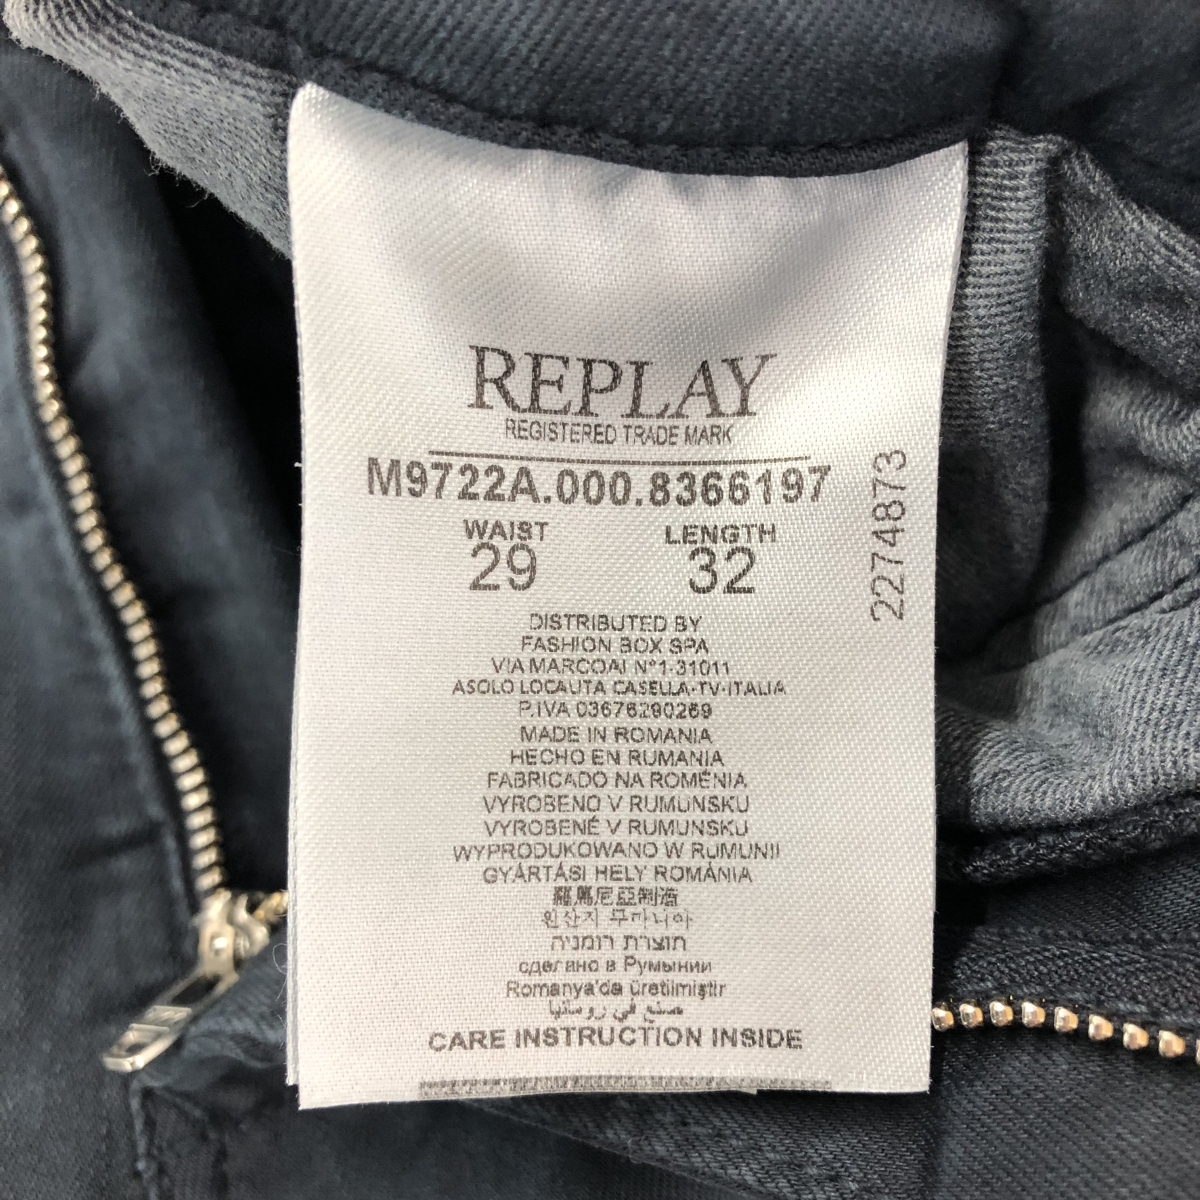 REPLAY
REGISTERED TRADE MARK
M9722A.000.8366197
WAIST LENGTH
29 32
2274873
DISTRIBUTED BY
FASHION BOX SPA
VIA MARCOAI N°1-31011
ASOLO LOCAUTA CASELLA-TV-ITALIA
P.IVA 03676290269
MADE IN ROMANIA
HECHO EN RUMANIA
FABRICADO NA ROMÉNIA
VYROBENO V RUMUNSKU
VYROBENÉ V RUMUNSKU
WYPRODUKOWANO W RUMUNII
GYÁRTÁSI HELY ROMÁNIA
羅馬尼亞制造
원산지 루마니아
תוצרת רומניה
сделано в Румынии
Romanya'da üretilmiştir
صنع في رومانيا
CARE INSTRUCTION INSIDE